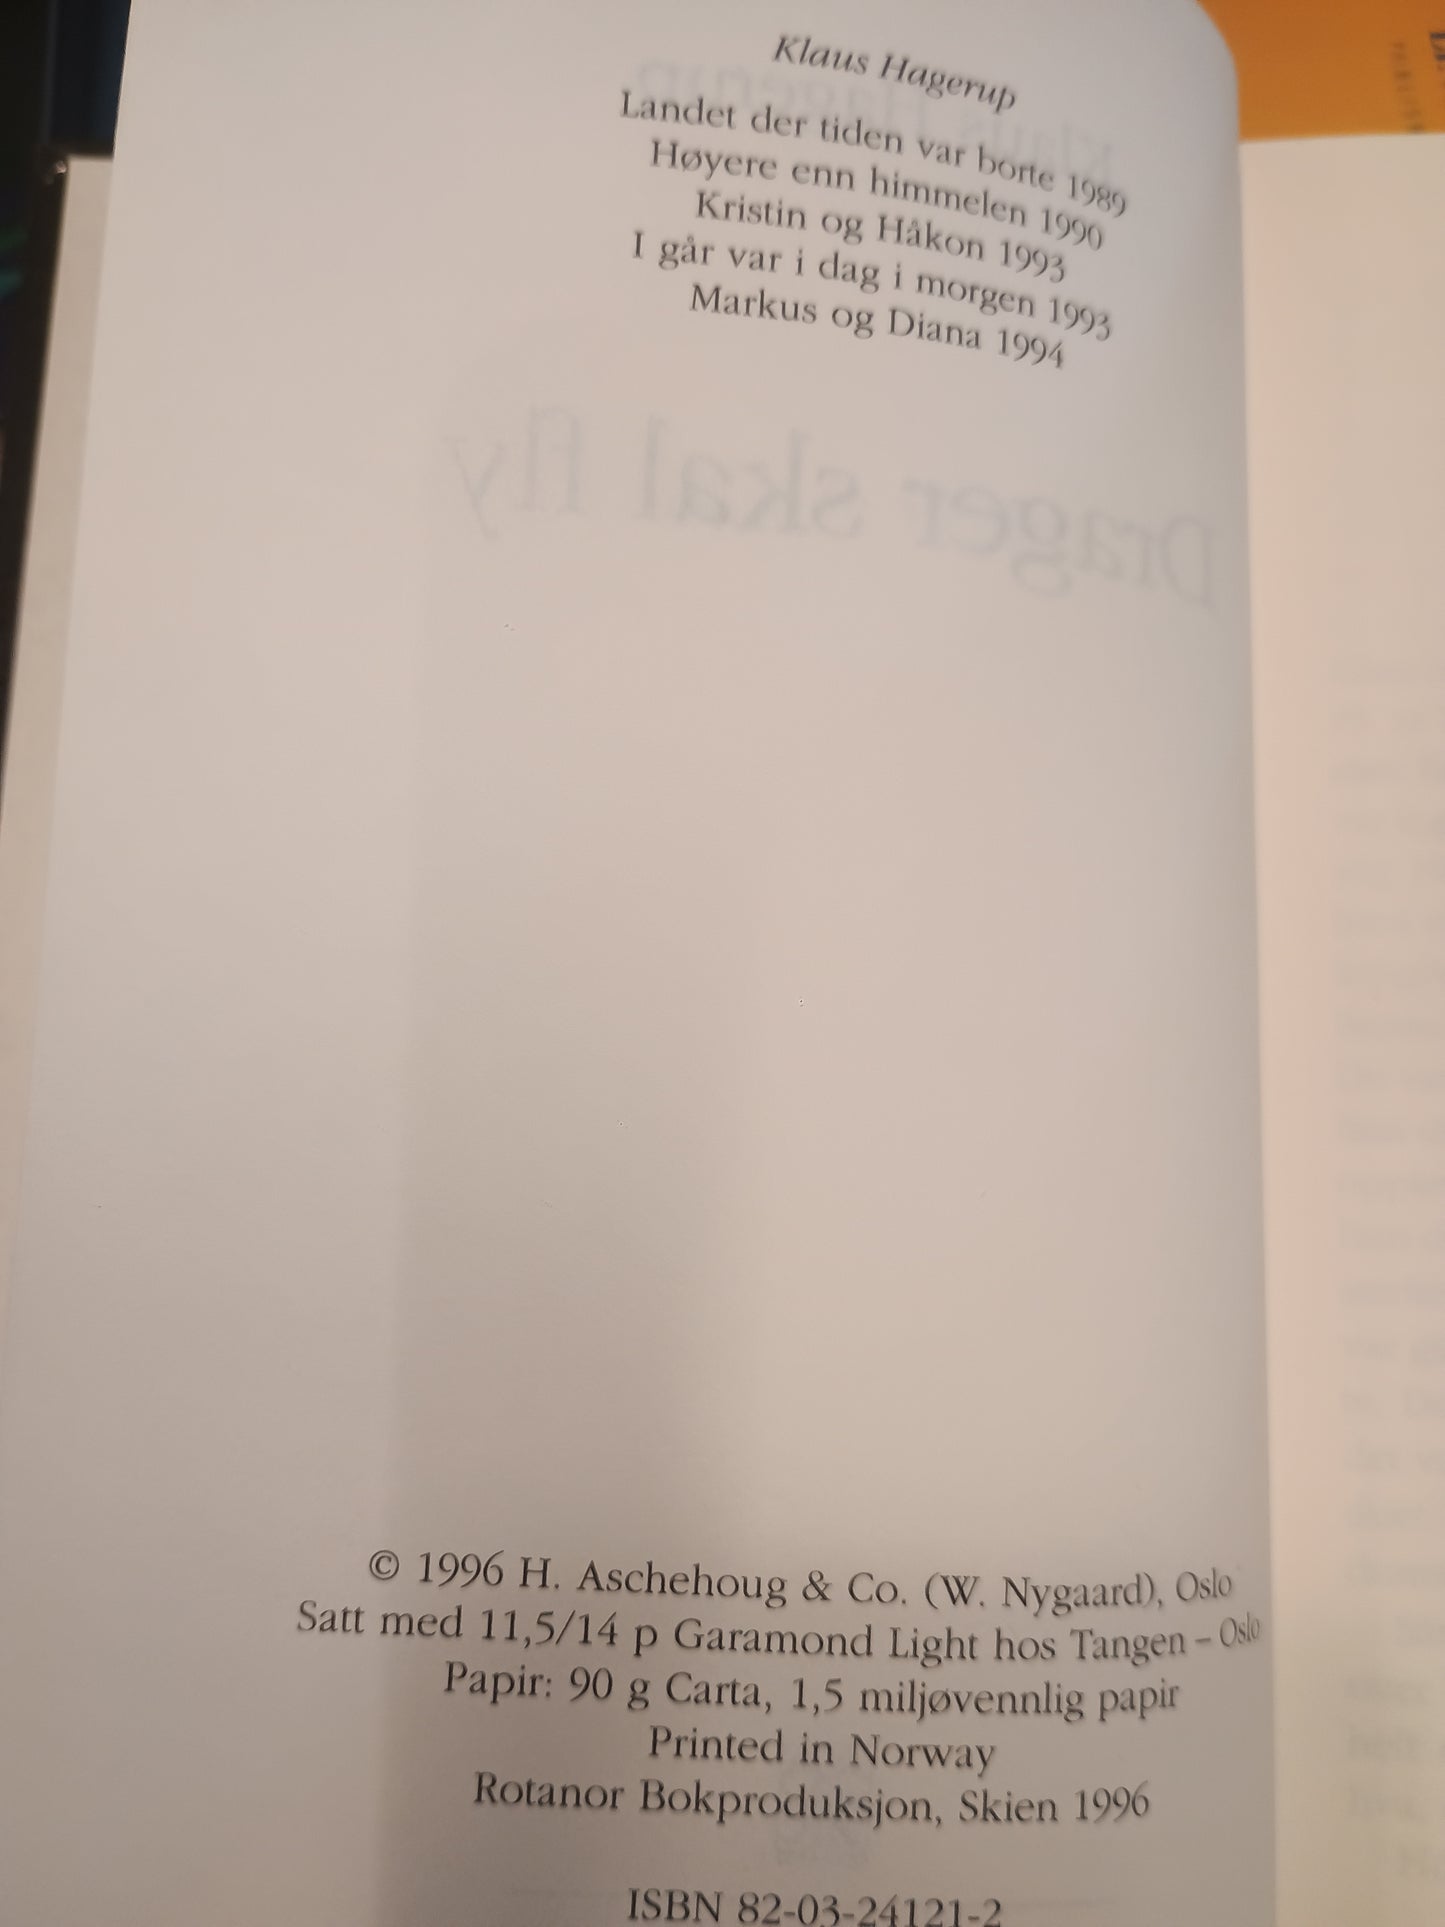 Klaus Hagerup
Landet der tiden var borte 1989
Høyere enn himmelen 1990
Kristin og Håkon 1993
I går var i dag i morgen 1993
Markus og Diana 1994
Drager skal fly
© 1996 H. Aschehoug & Co. (W. Nygaard), Oslo
Satt med 11,5/14 p Garamond Light hos Tangen – Oslo
Papir: 90 g Carta, 1,5 miljøvennlig papir
Printed in Norway
Rotanor Bokproduksjon, Skien 1996
ISBN 82-03-24121-2